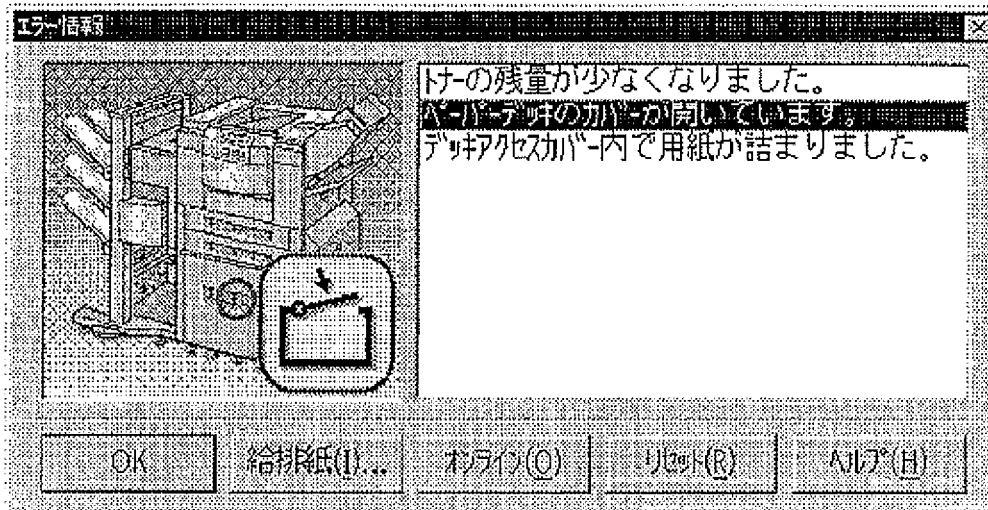 エラー情報
トナーの残量が少なくなりました。
ペーパーデッキのカバーが開いています。
デッキアクセスカバー内で用紙が詰まりました。
OK
給排紙(I)...
オンライン(O)
リセット(R)
ヘルプ(H)